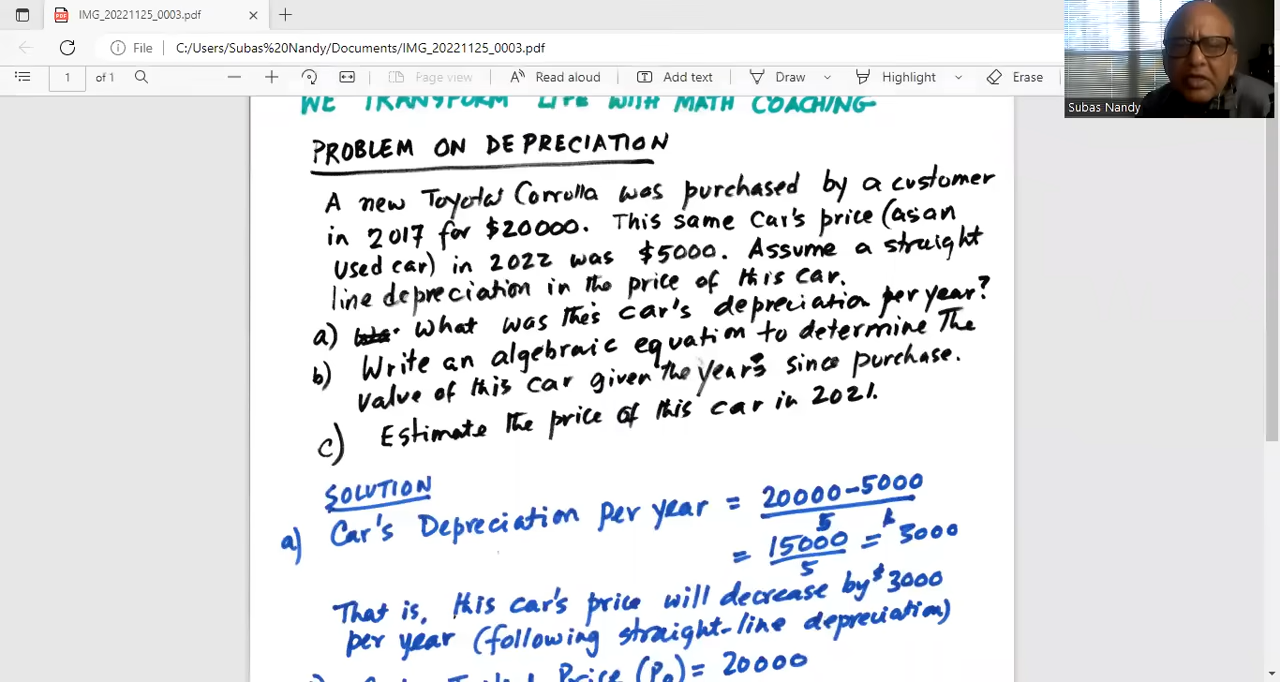 IMG_20221125_0003.pdf
File
C:/Users/Subas%20Nandy/Documents/IMG_20221125_0003.pdf
1 of 1
Page view
Read aloud
Add text
Draw
Highlight
Erase
Subas Nandy
WE TRANSFORM LIFE WITH MATH COACHING
PROBLEM ON DEPRECIATION
A new Toyota Corrolla was purchased by a customer
in 2017 for $20000. This same car's price (as an
used car) in 2022 was $5000. Assume a straight
line depreciation in the price of this car.
a) What was this car's depreciation per year?
b) Write an algebraic equation to determine the
value of this car given the years since purchase.
c) Estimate the price of this car in 2021.
SOLUTION
a) Car's Depreciation per year = 20000-5000
5
= 15000 = 3000
5
That is, this car's price will decrease by $3000
per year (following straight-line depreciation)
Price (P0) = 20000